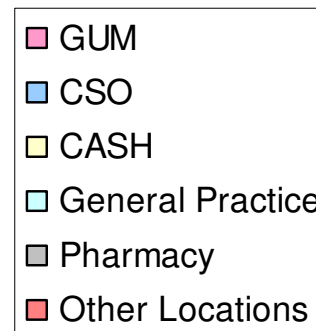 GUM
CSO
CASH
General Practice
Pharmacy
Other Locations